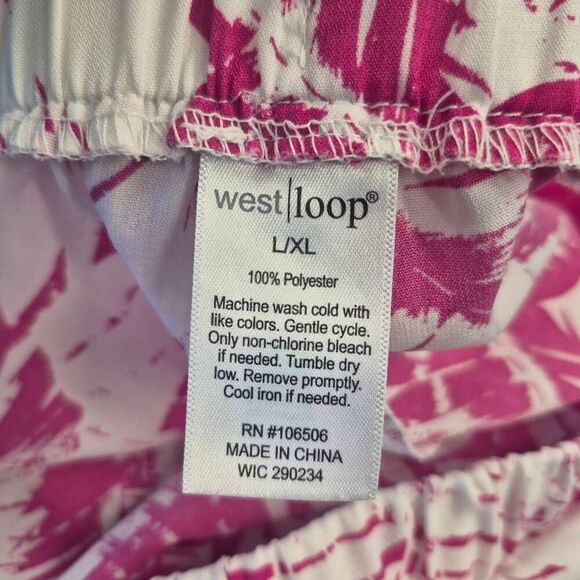 west|loop®
L/XL
100% Polyester
Machine wash cold with
like colors. Gentle cycle.
Only non-chlorine bleach
if needed. Tumble dry
low. Remove promptly.
Cool iron if needed.
RN #106506
MADE IN CHINA
WIC 290234